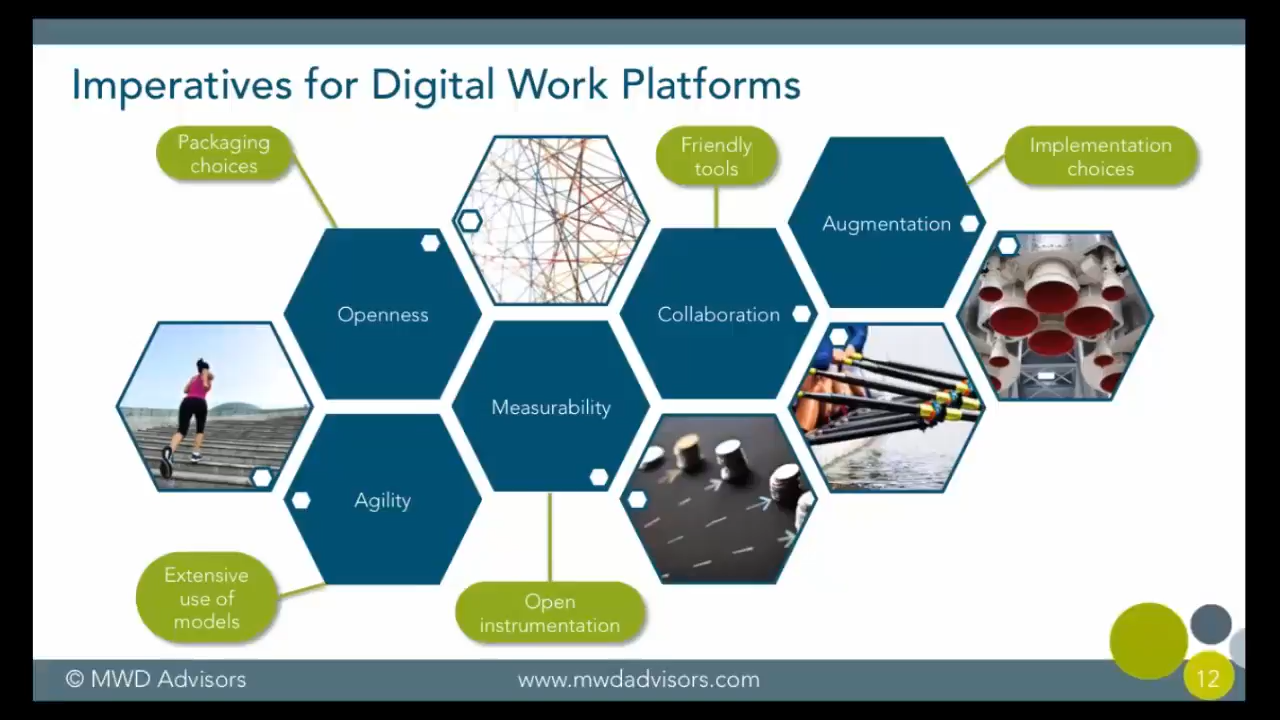 Imperatives for Digital Work Platforms
Packaging
choices
Friendly
tools
Implementation
choices
Augmentation
Openness
Collaboration
Measurability
Agility
Extensive
use of
models
Open
instrumentation
© MWD Advisors
www.mwdadvisors.com
12